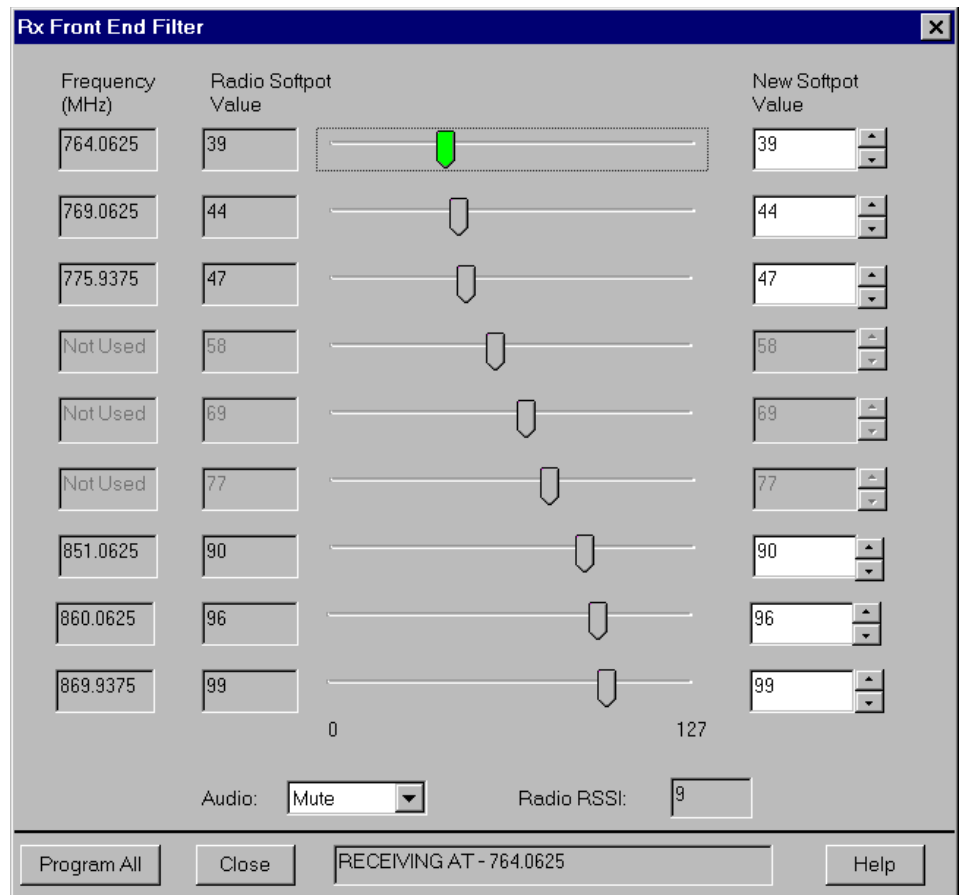 Rx Front End Filter
Frequency (MHz)
Radio Softpot Value
New Softpot Value
764.0625 39 39
769.0625 44 44
775.9375 47 47
Not Used 58 58
Not Used 69 69
Not Used 77 77
851.0625 90 90
860.0625 96 96
869.9375 99 99
0 127
Audio: Mute Radio RSSI: 9
Program All Close RECEIVING AT - 764.0625 Help